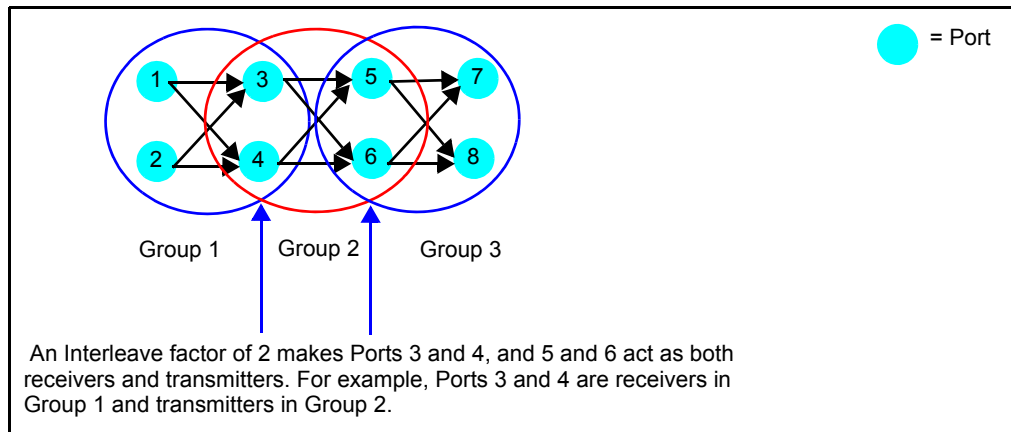 = Port
1 3 5 7
2 4 6 8
Group 1 Group 2 Group 3
An Interleave factor of 2 makes Ports 3 and 4, and 5 and 6 act as both
receivers and transmitters. For example, Ports 3 and 4 are receivers in
Group 1 and transmitters in Group 2.